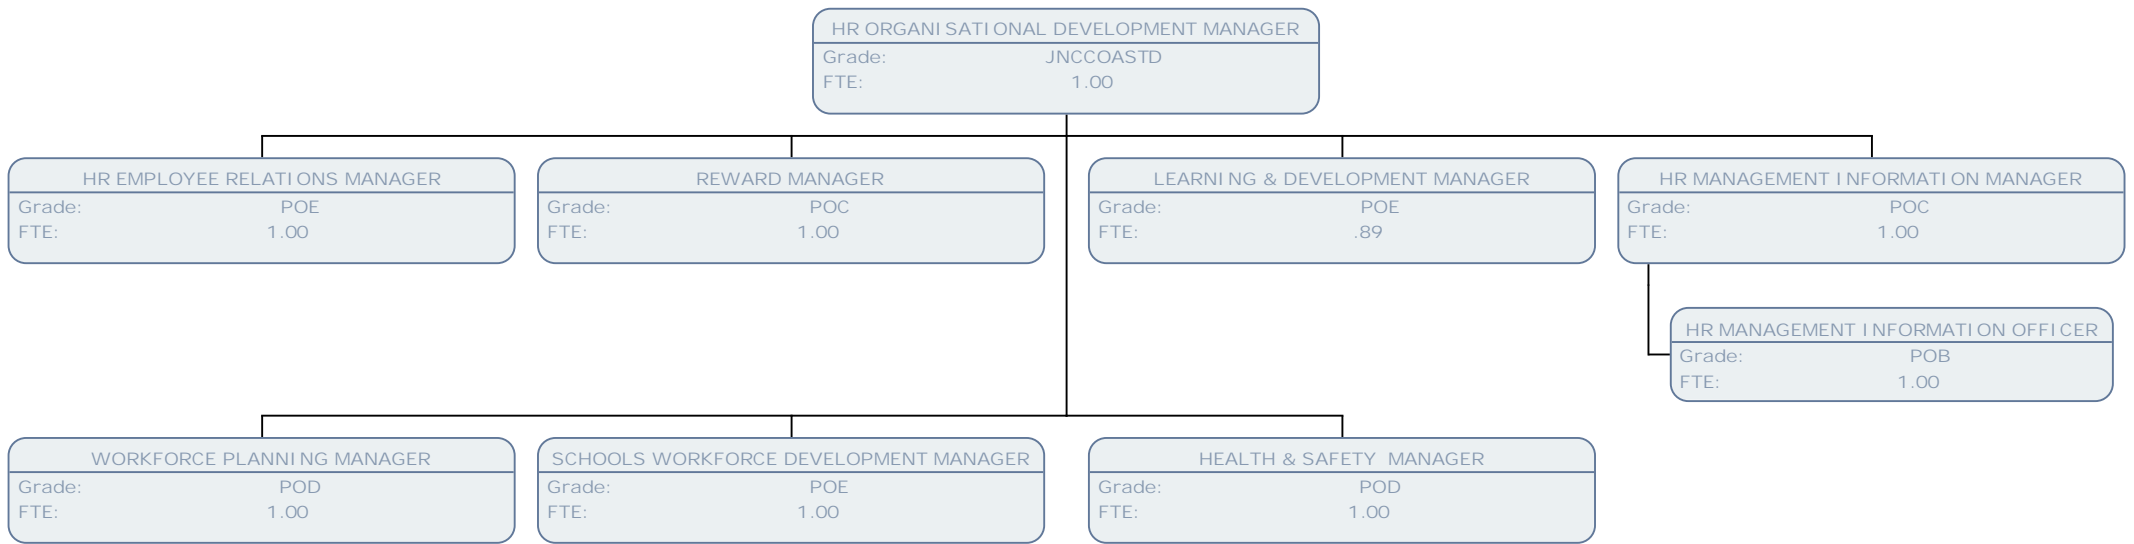 HR ORGANISATIONAL DEVELOPMENT MANAGER
Grade: JNCCOASTD
FTE: 1.00
HR EMPLOYEE RELATIONS MANAGER
Grade: POE
FTE: 1.00
REWARD MANAGER
Grade: POC
FTE: 1.00
LEARNING & DEVELOPMENT MANAGER
Grade: POE
FTE: .89
HR MANAGEMENT INFORMATION MANAGER
Grade: POC
FTE: 1.00
HR MANAGEMENT INFORMATION OFFICER
Grade: POB
FTE: 1.00
WORKFORCE PLANNING MANAGER
Grade: POD
FTE: 1.00
SCHOOLS WORKFORCE DEVELOPMENT MANAGER
Grade: POE
FTE: 1.00
HEALTH & SAFETY MANAGER
Grade: POD
FTE: 1.00